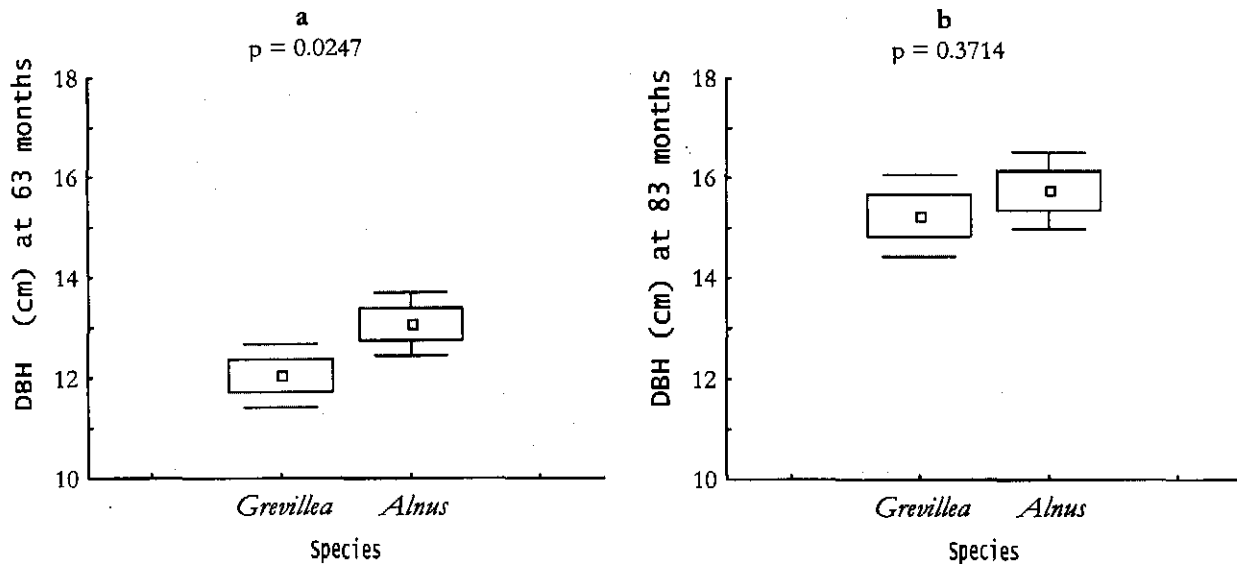 a
p = 0.0247
DBH (cm) at 63 months
18
16
14
12
10
Grevillea Alnus
Species
b
p = 0.3714
DBH (cm) at 83 months
18
16
14
12
10
Grevillea Alnus
Species